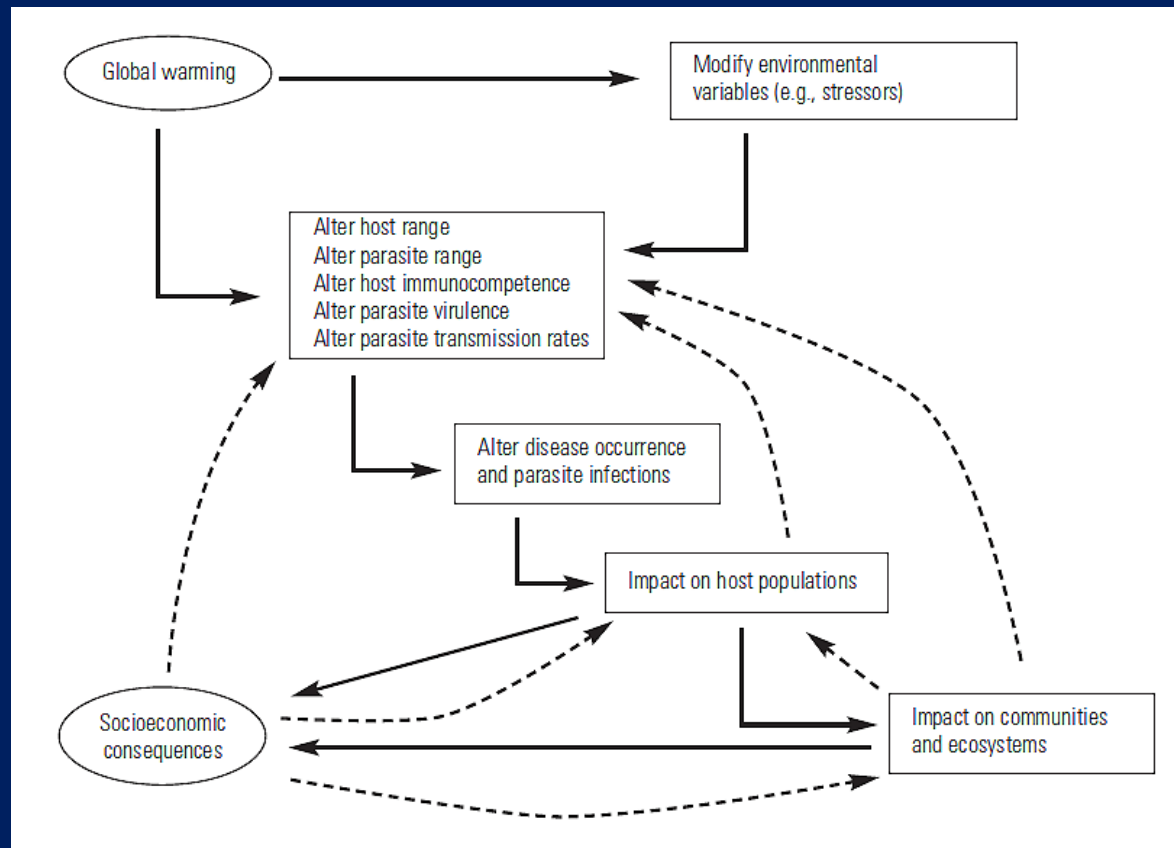 Global warming
Modify environmental
variables (e.g., stressors)
Alter host range
Alter parasite range
Alter host immunocompetence
Alter parasite virulence
Alter parasite transmission rates
Alter disease occurrence
and parasite infections
Impact on host populations
Socioeconomic
consequences
Impact on communities
and ecosystems